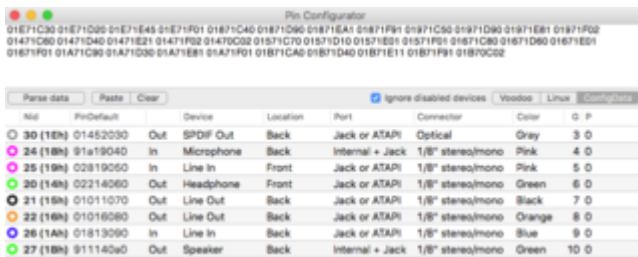 Pin Configurator
01E71C30 01E71D20 01E71E45 01E71F01 01871C40 01871D90 01871EA1 01871F91 01971C50 01971D90 01971E81 01971F02
01471C60 01471D40 01471E21 01471F02 01470C02 01571C70 01571D10 01571E01 01571F01 01671C80 01671D60 01671E01
01671F01 01A71C90 01A71D30 01A71E81 01A71F01 01B71CA0 01B71D40 01B71E11 01B71F91 01B70C02
Parse data Paste Clear Ignore disabled devices Voodoo Linux ConfigData
Nid PinDefault Device Location Port Connector Color G P
30 (1Eh) 01452030 Out SPDIF Out Back Jack or ATAPI Optical Gray 3 0
24 (18h) 91a19040 In Microphone Back Internal + Jack 1/8" stereo/mono Pink 4 0
25 (19h) 02819050 In Line In Front Jack or ATAPI 1/8" stereo/mono Pink 5 0
20 (14h) 02214060 Out Headphone Front Jack or ATAPI 1/8" stereo/mono Green 6 0
21 (15h) 01011070 Out Line Out Back Jack or ATAPI 1/8" stereo/mono Black 7 0
22 (16h) 01016080 Out Line Out Back Jack or ATAPI 1/8" stereo/mono Orange 8 0
26 (1Ah) 01813090 In Line In Back Jack or ATAPI 1/8" stereo/mono Blue 9 0
27 (1Bh) 911140a0 Out Speaker Back Internal + Jack 1/8" stereo/mono Green 10 0